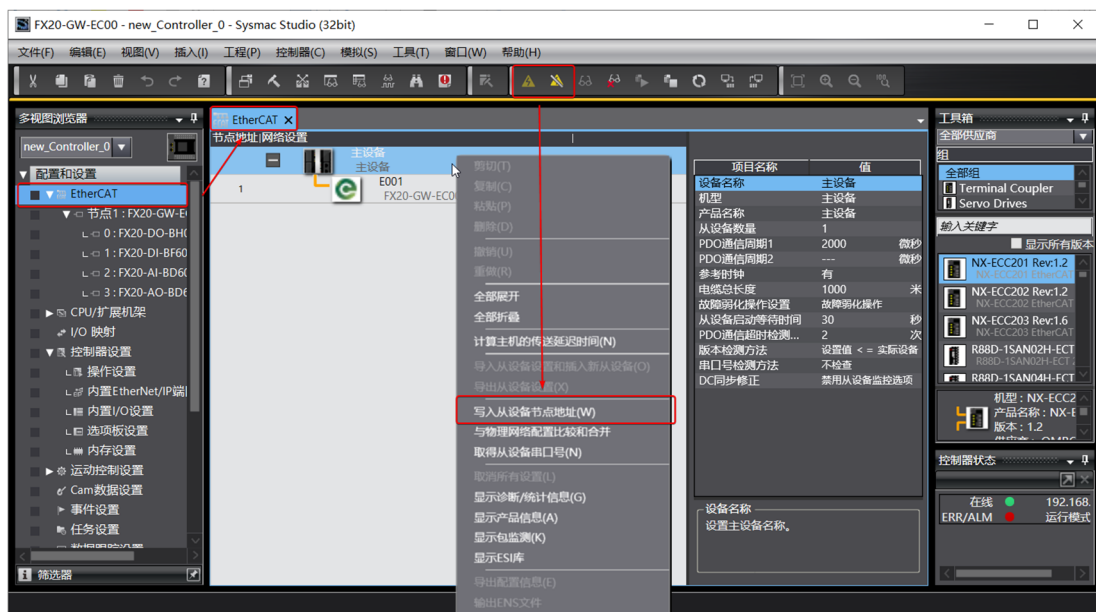 FX20-GW-EC00 - new_Controller_0 - Sysmac Studio (32bit)
文件(F) 编辑(E) 视图(V) 插入(I) 工程(P) 控制器(C) 模拟(S) 工具(T) 窗口(W) 帮助(H)
多视图浏览器
new_Controller_0
配置和设置
EtherCAT
节点1 : FX20-GW-E
0 : FX20-DO-BH0
1 : FX20-DI-BF60
2 : FX20-AI-BD60
3 : FX20-AO-BD6
CPU/扩展机架
I/O 映射
控制器设置
操作设置
内置EtherNet/IP端
内置I/O设置
选项板设置
内存设置
运动控制设置
Cam数据设置
事件设置
任务设置
数据跟踪设置
筛选器
EtherCAT
节点地址|网络设置
主设备
主设备
1
E001
FX20-GW-EC0
剪切(T)
复制(C)
粘贴(P)
删除(D)
撤销(U)
重做(R)
全部展开
全部折叠
计算主机的传送延迟时间(N)
导入从设备设置和插入新从设备(O)
导出从设备设置(X)
写入从设备节点地址(W)
与物理网络配置比较和合并
取得从设备串口号(N)
取消所有设置(L)
显示诊断/统计信息(G)
显示产品信息(A)
显示包监测(K)
显示ESI库
导出配置信息(E)
输出ENS文件
项目名称 值
设备名称 主设备
机型 主设备
产品名称 主设备
从设备数量 1
PDO通信周期1 2000 微秒
PDO通信周期2 --- 微秒
参考时钟 有
电缆总长度 1000 米
故障弱化操作设置 故障弱化操作
从设备启动等待时间 30 秒
PDO通信超时检测... 2 次
版本检测方法 设置值 < = 实际设备
串口号检测方法 不检查
DC同步修正 禁用从设备监控选项
设备名称
设置主设备名称。
工具箱
全部供应商
组
全部组
Terminal Coupler
Servo Drives
输入关键字
显示所有版本
NX-ECC201 Rev:1.2
NX-ECC201 EtherCAT
NX-ECC202 Rev:1.2
NX-ECC202 EtherCAT
NX-ECC203 Rev:1.6
NX-ECC203 EtherCAT
R88D-1SAN02H-ECT
R88D-1SAN02H-ECT
R88D-1SAN04H-ECT
机型 : NX-ECC2
产品名称 : NX-E
版本 : 1.2
控制器状态
在线 192.168.
ERR/ALM 运行模式